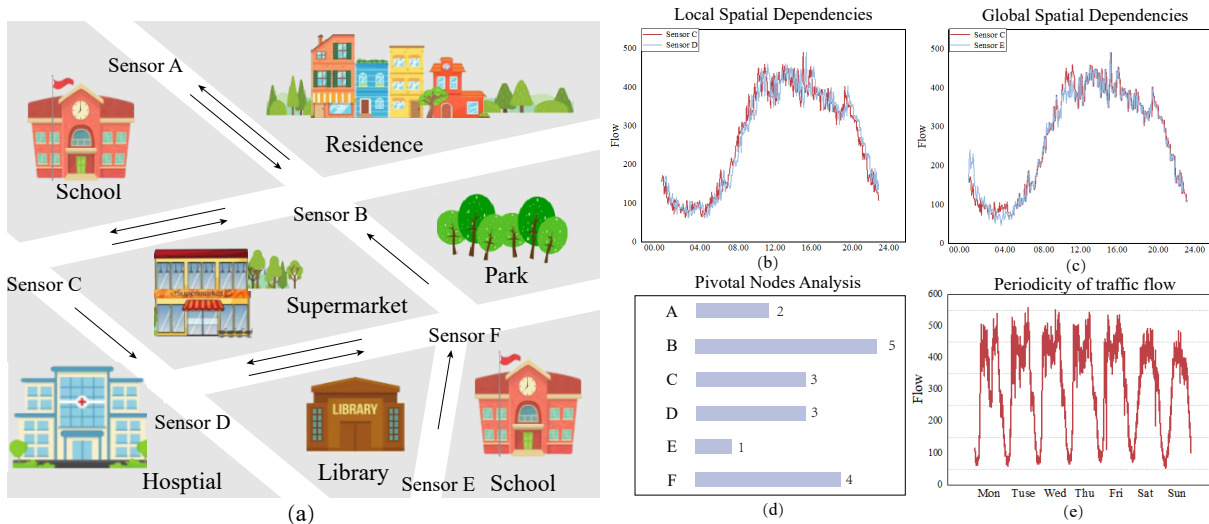 Sensor A
School
Residence
Sensor B
Park
Sensor C
Supermarket
Supermarket
Sensor F
LIBRARY
Sensor D
Hosptial
Library
Sensor E
School
(a)
Local Spatial Dependencies
Sensor C
Sensor D
Flow
500
400
300
200
100
0
00.00 04.00 08.00 12.00 16.00 20.00 24.00
(b)
Global Spatial Dependencies
Sensor C
Sensor E
Flow
500
400
300
200
100
0
00.00 04.00 08.00 12.00 16.00 20.00 24.00
(c)
Pivotal Nodes Analysis
A 2
B 5
C 3
D 3
E 1
F 4
(d)
Periodicity of traffic flow
Flow
600
500
400
300
600
100
0
Mon Tuse Wed Thu Fri Sat Sun
(e)